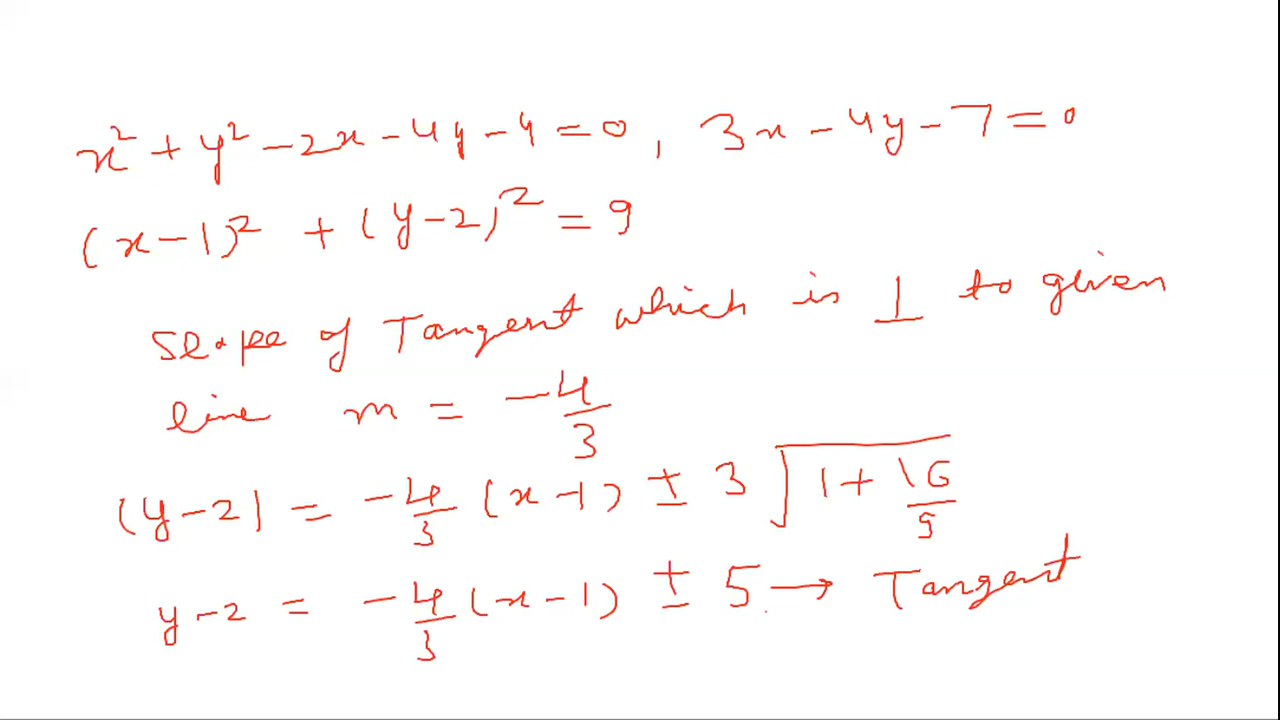 x² + y² - 2x - 4y - 4 = 0, 3x - 4y - 7 = 0
(x - 1)² + (y - 2)² = 9
Slope of Tangent which is ⊥ to given
line m = -4/3
(y - 2) = -4/3 (x - 1) ± 3 √(1 + 16/9)
y - 2 = -4/3 (x - 1) ± 5 → Tangent